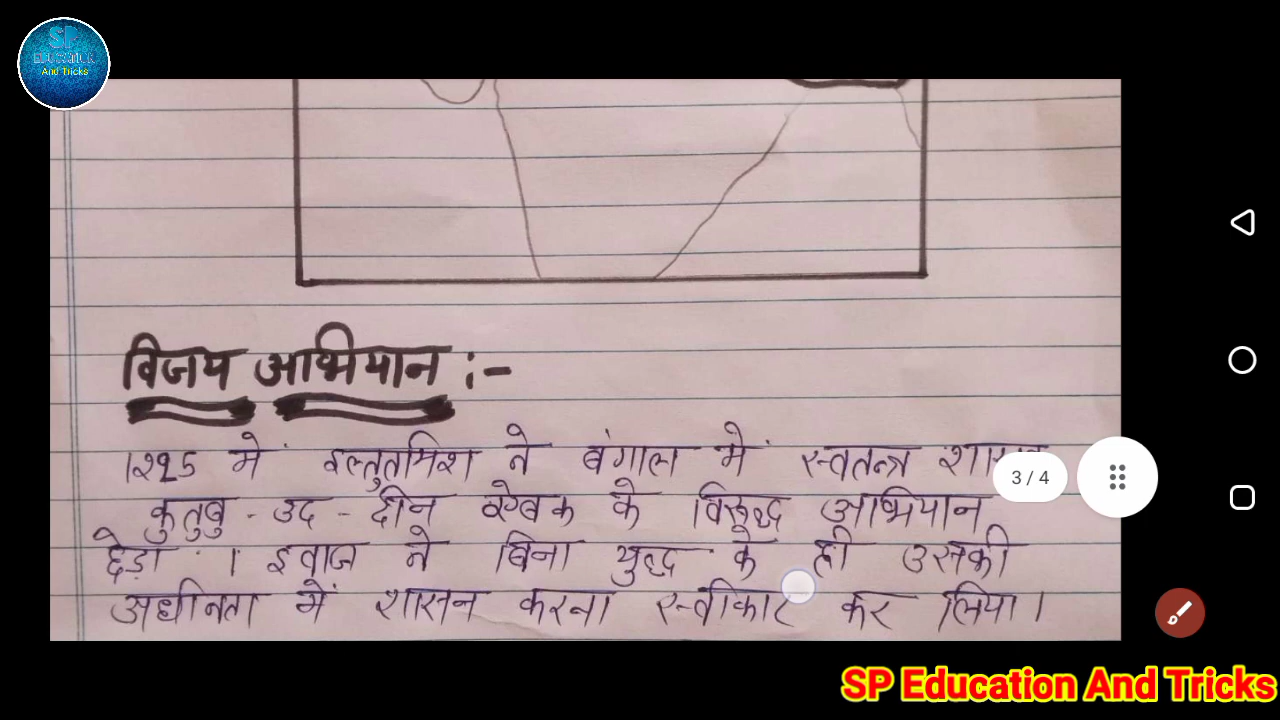 SP
EDUCATION
And Tricks
विजय अभियान :-
1225 में इल्तुतमिश ने बंगाल में स्वतन्त्र शासक
3/4
कुतुबु - उद - दीन ऐबक के विरूद्ध अभियान
छेड़ा । इवाज ने बिना युद्ध के ही उसकी
अधीनता में शासन करना स्वीकार कर लिया ।
SP Education And Tricks